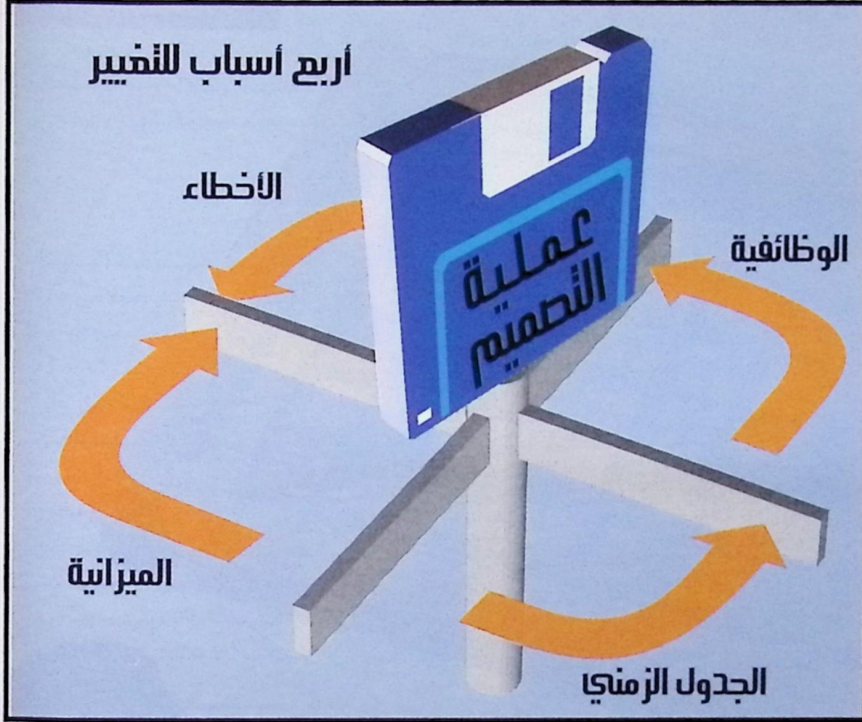 أربع أسباب للتغيير
الأخطاء
الوظائفية
عملية
التصميم
الميزانية
الجدول الزمني